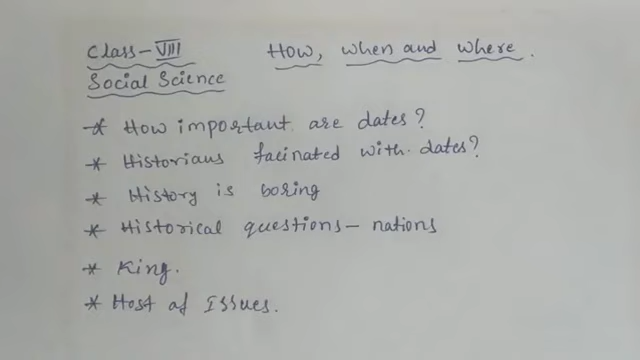 Class - VIII How, when and where.
Social Science
* How important are dates?
* Historians facinated with dates?
* History is boring
* Historical questions - nations
* King.
* Host of Issues.